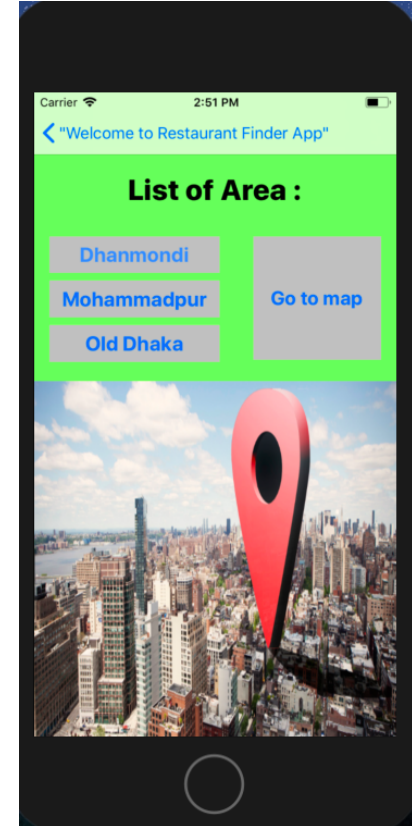 Carrier 2:51 PM
"Welcome to Restaurant Finder App"
List of Area :
Dhanmondi
Mohammadpur
Old Dhaka
Go to map